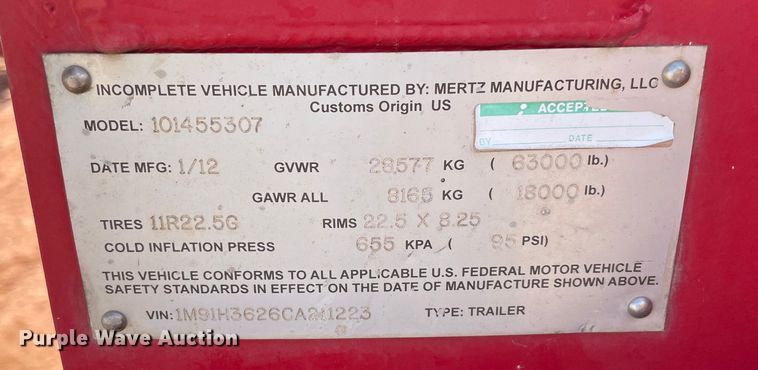 INCOMPLETE VEHICLE MANUFACTURED BY: MERTZ MANUFACTURING, LLC
Customs Origin US
ACCEPTED
MODEL: 101455307
BY DATE
DATE MFG: 1/12 GVWR 28577 KG ( 63000 lb.)
GAWR ALL 8165 KG ( 18000 lb.)
TIRES 11R22.5G RIMS 22.5 X 8.25
COLD INFLATION PRESS 655 KPA ( 95 PSI)
THIS VEHICLE CONFORMS TO ALL APPLICABLE U.S. FEDERAL MOTOR VEHICLE
SAFETY STANDARDS IN EFFECT ON THE DATE OF MANUFACTURE SHOWN ABOVE.
VIN: TYPE: TRAILER
Purple Wave Auction